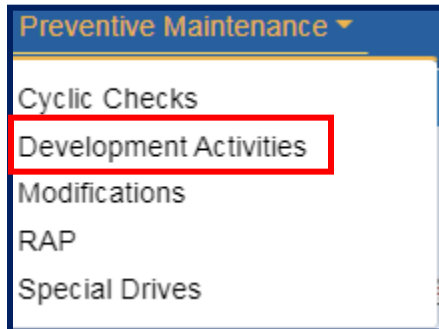 Preventive Maintenance
Cyclic Checks
Development Activities
Modifications
RAP
Special Drives